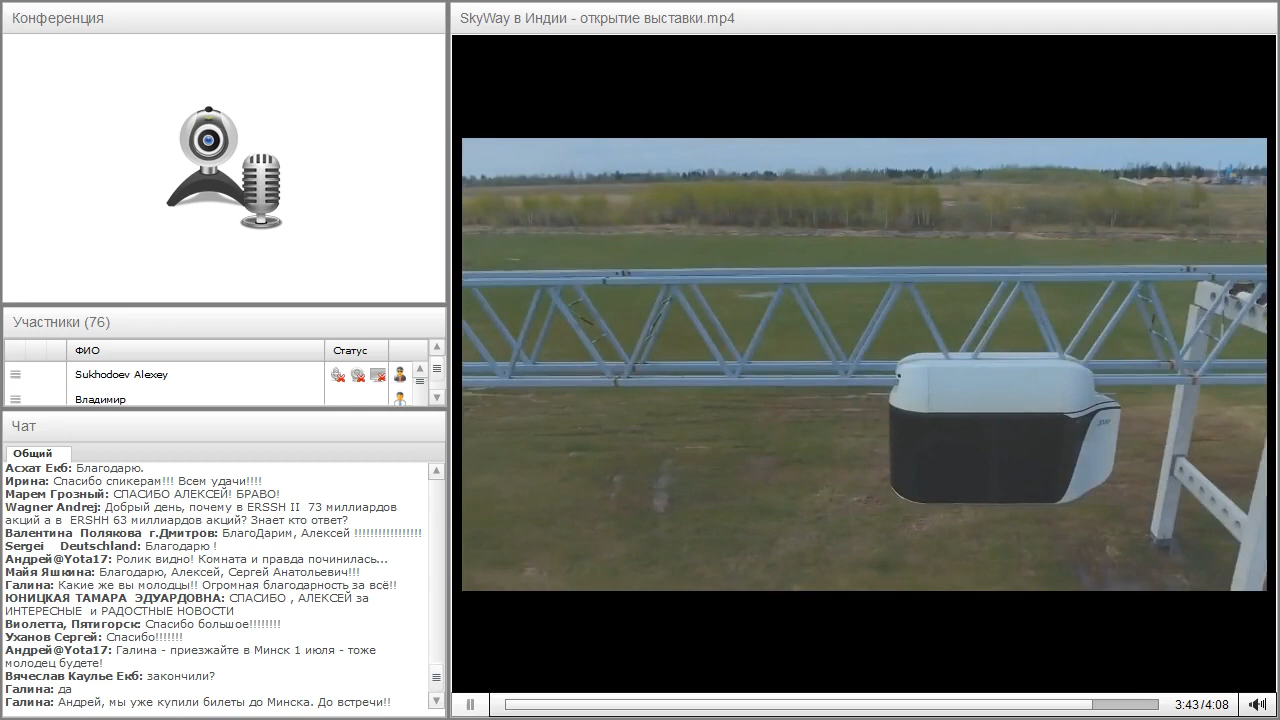 Конференция
SkyWay в Индии - открытие выставки.mp4
Участники (76)
ФИО
Статус
Sukhodoev Alexey
Владимир
Чат
Общий
Асхат Екб: Благодарю.
Ирина: Спасибо спикерам!!! Всем удачи!!!!
Марем Грозный: СПАСИБО АЛЕКСЕЙ! БРАВО!
Wagner Andrej: Добрый день, почему в ERSSH II  73 миллиардов
акций а в  ERSHH 63 миллиардов акций? Знает кто ответ?
Валентина  Полякова  г.Дмитров: БлагоДарим, Алексей !!!!!!!!!!!!!!!!!
Sergei    Deutschland: Благодарю !
Андрей@Yota17: Ролик видно! Комната и правда починилась...
Майя Яшкина: Благодарю, Алексей, Сергей Анатольевич!!!
Галина: Какие же вы молодцы!! Огромная благодарность за всё!!
ЮНИЦКАЯ  ТАМАРА  ЭДУАРДОВНА: СПАСИБО , АЛЕКСЕЙ за
ИНТЕРЕСНЫЕ  и РАДОСТНЫЕ НОВОСТИ
Виолетта, Пятигорск: Спасибо большое!!!!!!!!
Уханов Сергей: Спасибо!!!!!!!
Андрей@Yota17: Галина - приезжайте в Минск 1 июля - тоже
молодец будете!
Вячеслав Каулье Екб: закончили?
Галина: да
Галина: Андрей, мы уже купили билеты до Минска. До встречи!!
3:43/4:08